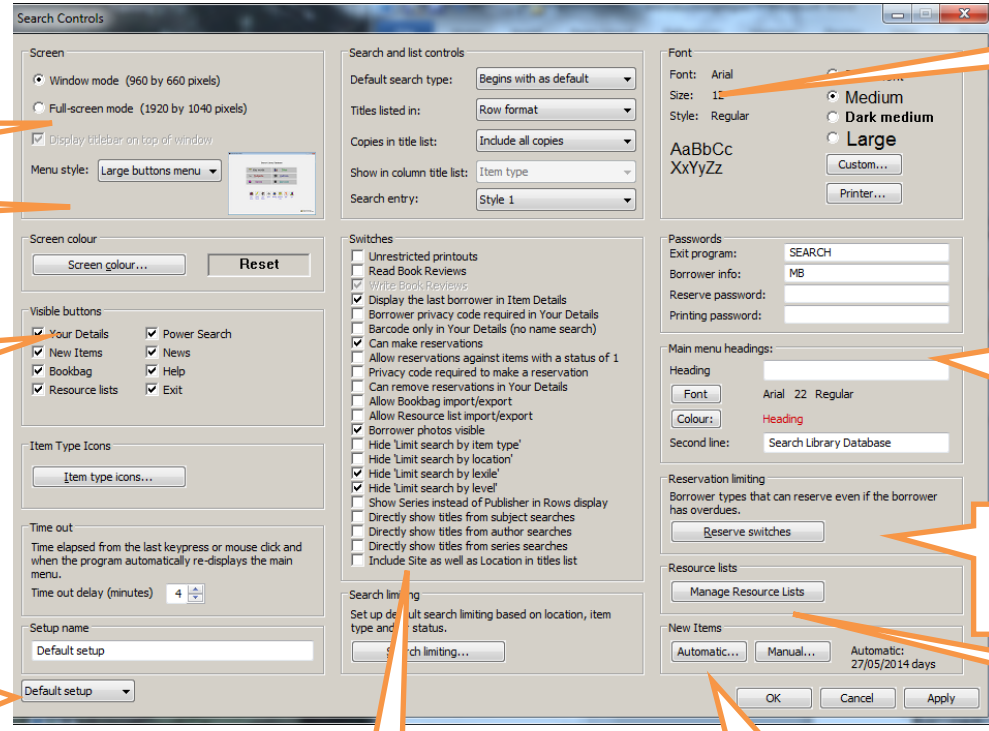 Search Controls
Screen
Window mode (960 by 660 pixels)
Full-screen mode (1920 by 1040 pixels)
Display titlebar on top of window
Menu style: Large buttons menu
Screen colour
Screen colour... Reset
Visible buttons
Your Details Power Search
New Items News
Bookbag Help
Resource lists Exit
Item Type Icons
Item type icons...
Time out
Time elapsed from the last keypress or mouse click and
when the program automatically re-displays the main
menu.
Time out delay (minutes) 4
Setup name
Default setup
Default setup
Search and list controls
Default search type: Begins with as default
Titles listed in: Row format
Copies in title list: Include all copies
Show in column title list: Item type
Search entry: Style 1
Switches
Unrestricted printouts
Read Book Reviews
Write Book Reviews
Display the last borrower in Item Details
Borrower privacy code required in Your Details
Barcode only in Your Details (no name search)
Can make reservations
Allow reservations against items with a status of 1
Privacy code required to make a reservation
Can remove reservations in Your Details
Allow Bookbag import/export
Allow Resource list import/export
Borrower photos visible
Hide 'Limit search by item type'
Hide 'Limit search by location'
Hide 'Limit search by lexile'
Hide 'Limit search by level'
Show Series instead of Publisher in Rows display
Directly show titles from subject searches
Directly show titles from author searches
Directly show titles from series searches
Include Site as well as Location in titles list
Search limiting
Set up default search limiting based on location, item
type and/or status.
Search limiting...
Font
Font: Arial
Size: 12
Style: Regular
AaBbCc
XxYyZz
Medium
Dark medium
Large
Custom...
Printer...
Passwords
Exit program: SEARCH
Borrower info: MB
Reserve password:
Printing password:
Main menu headings:
Heading
Font Arial 22 Regular
Colour: Heading
Second line: Search Library Database
Reservation limiting
Borrower types that can reserve even if the borrower
has overdues.
Reserve switches
Resource lists
Manage Resource Lists
New Items
Automatic... Manual... Automatic:
27/05/2014 days
OK Cancel Apply